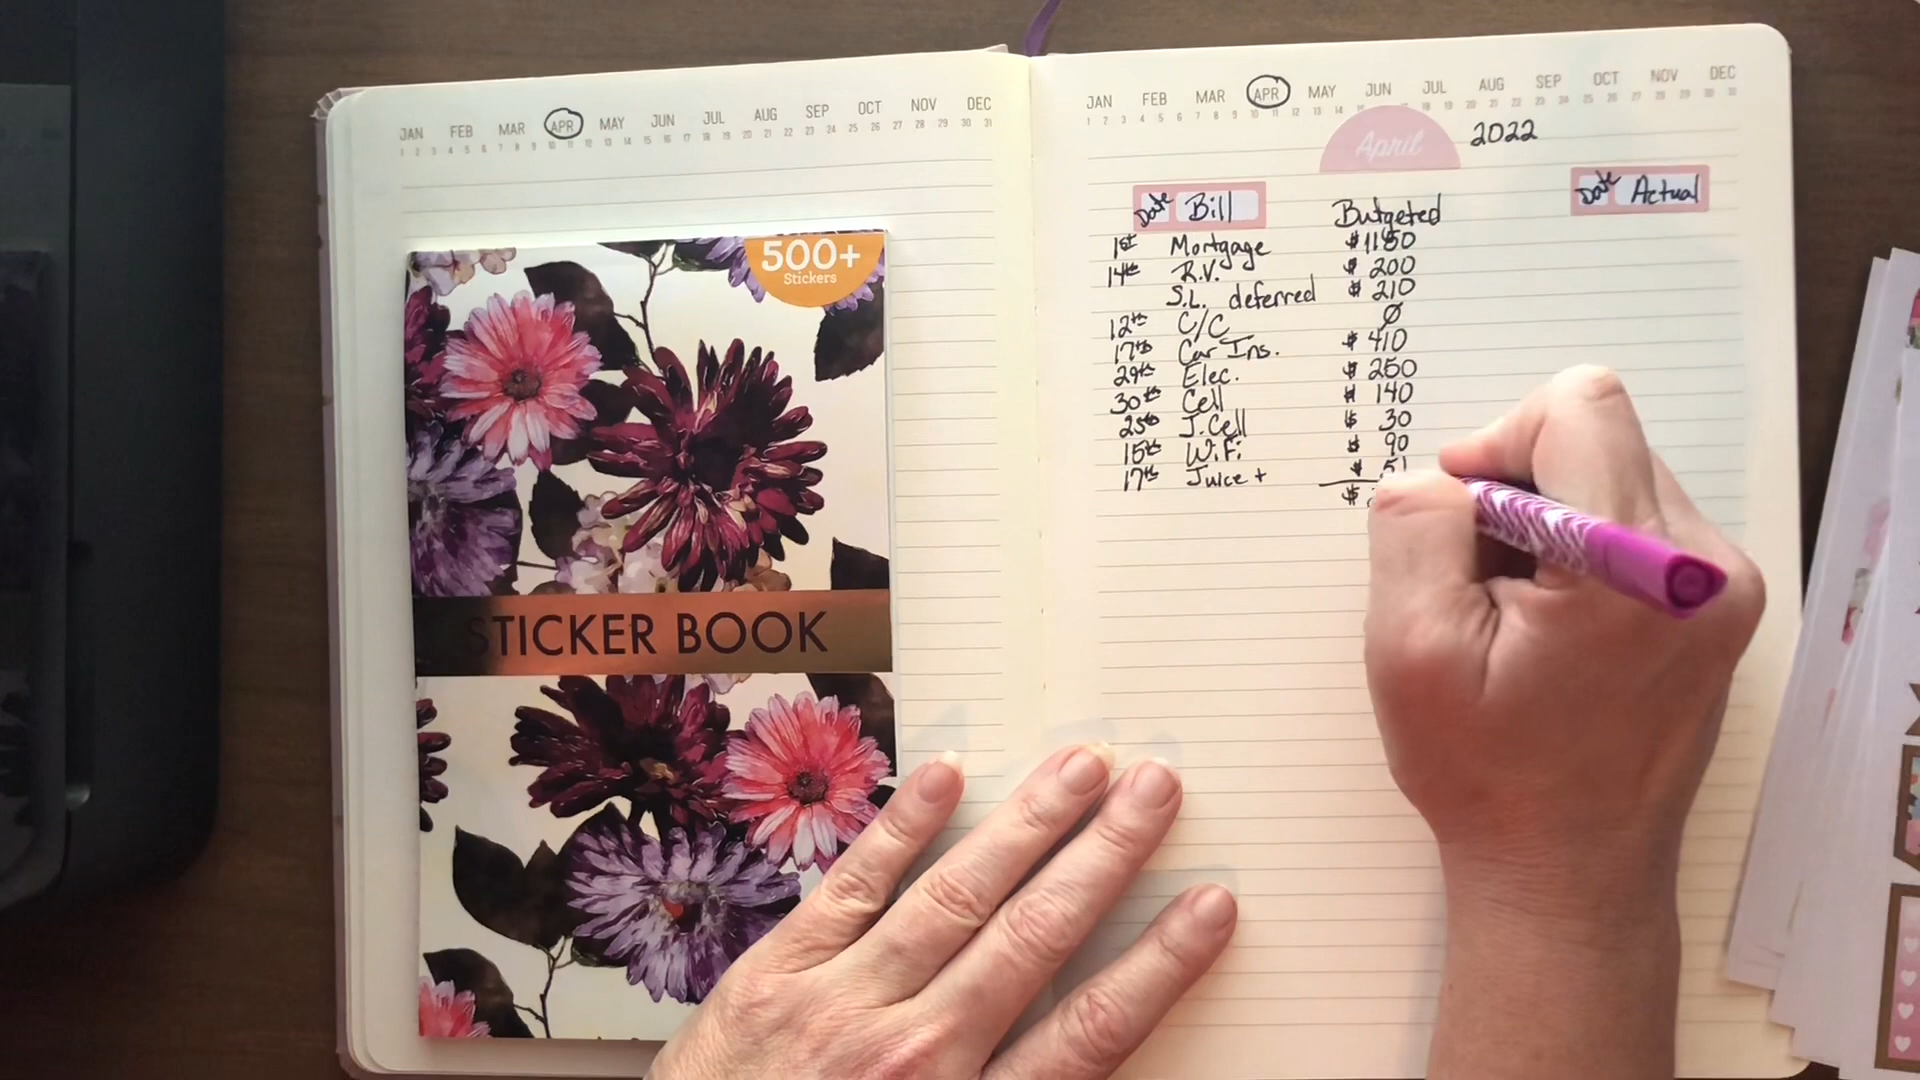 JAN FEB MAR APR MAY JUN JUL AUG SEP OCT NOV DEC
500+
Stickers
STICKER BOOK
JAN FEB MAR APR MAY JUN JUL AUG SEP OCT NOV DEC
April 2022
Date Bill Budgeted Date Actual
1st Mortgage $1150
14th R.V. $ 200
S.L. deferred $ 210
12th C/C Ø
17th Car Ins. $ 410
29th Elec. $ 250
30th Cell $ 140
25th J.Cell $ 30
15th WiFi $ 90
17th Juice + $ 51
$